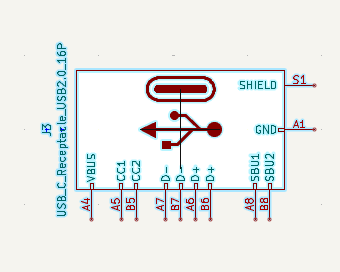 J3
USB_C_Receptacle_USB2.0_16P
SHIELD
S1
GND
A1
VBUS
CC1
CC2
D-
D-
D+
D+
SBU1
SBU2
A4
A5
B5
A7
B7
A6
B6
A8
B8